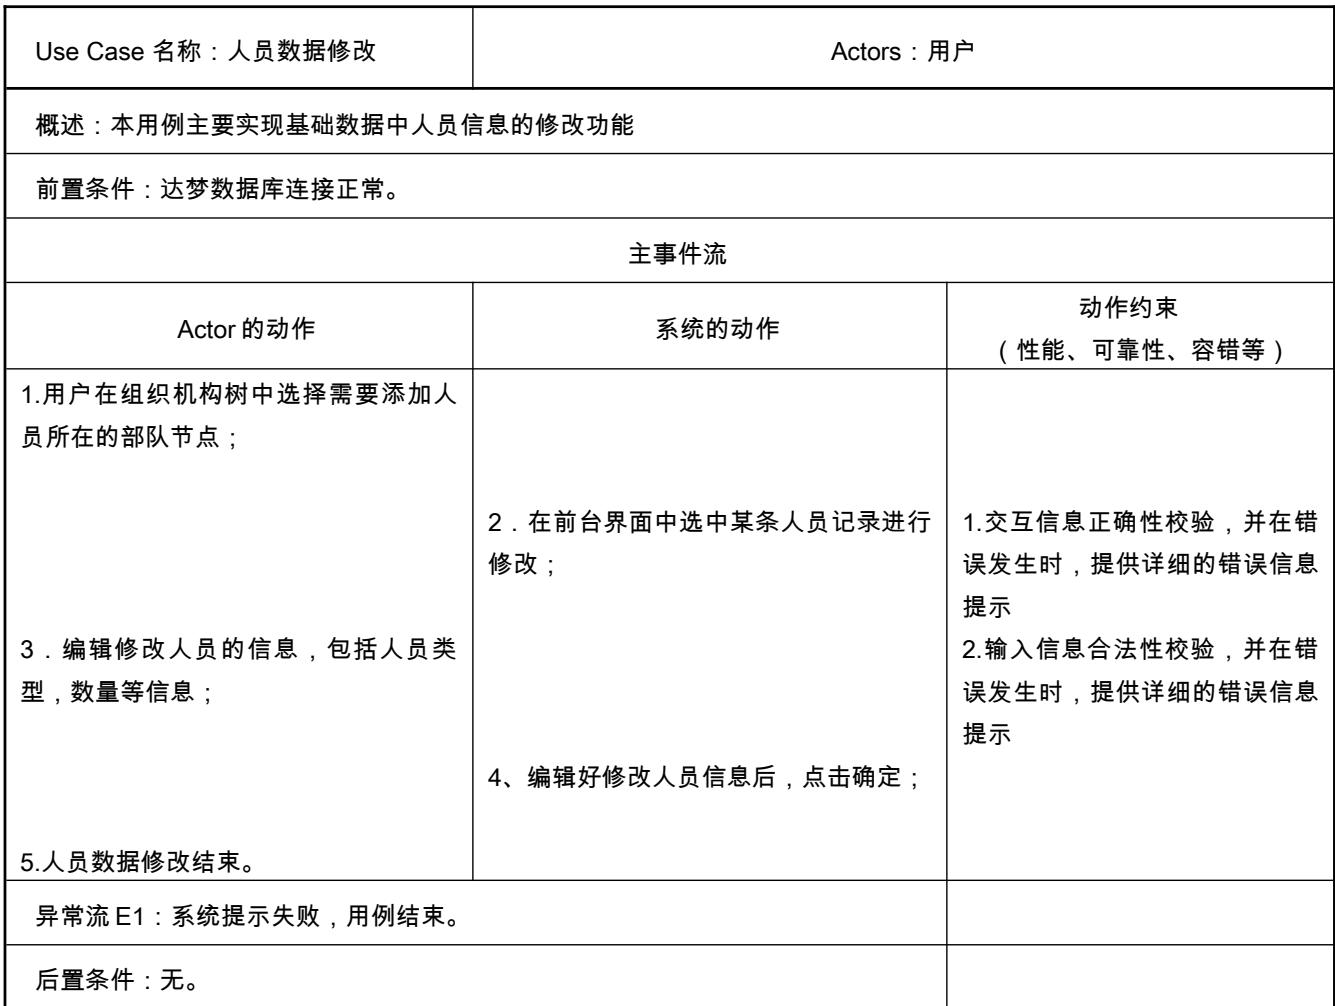 Use Case 名称：人员数据修改
Actors：用户
概述：本用例主要实现基础数据中人员信息的修改功能
前置条件：达梦数据库连接正常。
主事件流
Actor 的动作
系统的动作
动作约束
（性能、可靠性、容错等）
1.用户在组织机构树中选择需要添加人
员所在的部队节点；
3．编辑修改人员的信息，包括人员类
型，数量等信息；
5.人员数据修改结束。
2．在前台界面中选中某条人员记录进行
修改；
4、编辑好修改人员信息后，点击确定；
1.交互信息正确性校验，并在错
误发生时，提供详细的错误信息
提示
2.输入信息合法性校验，并在错
误发生时，提供详细的错误信息
提示
异常流 E1：系统提示失败，用例结束。
后置条件：无。